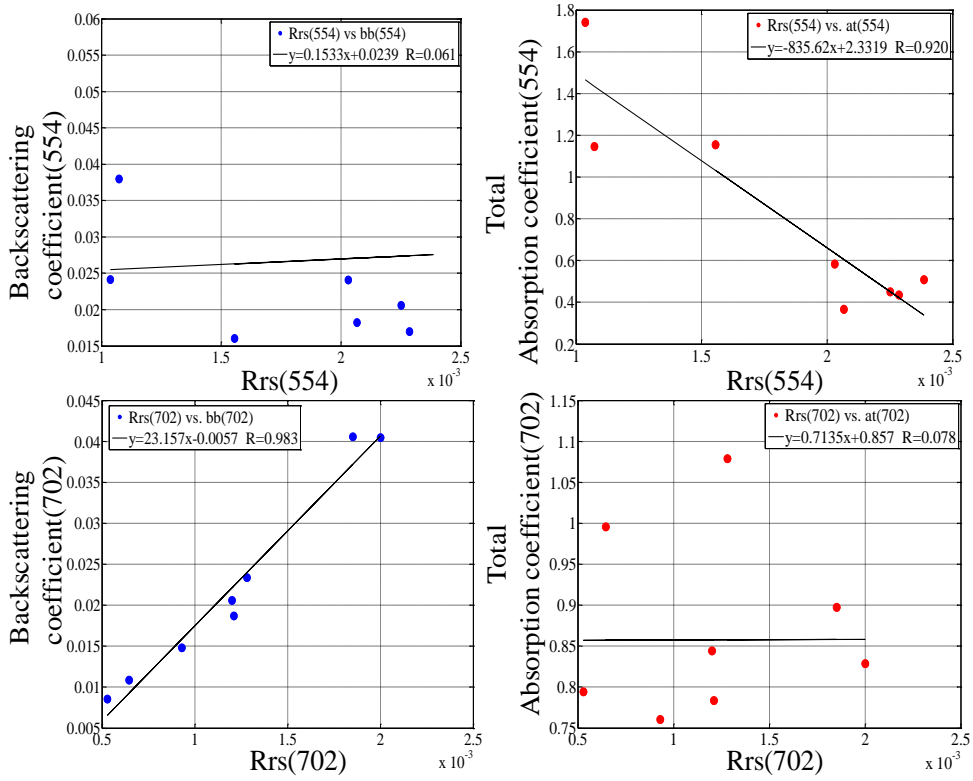 0.06
0.055
0.05
0.045
0.04
0.035
0.03
0.025
0.02
0.015
1
1.5
2
2.5
x 10-3
Backscattering
coefficient(554)
Rrs(554)
Rrs(554) vs bb(554)
y=0.1533x+0.0239 R=0.061
1.8
1.6
1.4
1.2
1
0.8
0.6
0.4
0.2
1
1.5
2
2.5
x 10-3
Total
Absorption coefficient(554)
Rrs(554)
Rrs(554) vs. at(554)
y=-835.62x+2.3319 R=0.920
0.045
0.04
0.035
0.03
0.025
0.02
0.015
0.01
0.005
0.5
1
1.5
2
2.5
x 10-3
Backscattering
coefficient(702)
Rrs(702)
Rrs(702) vs. bb(702)
y=23.157x-0.0057 R=0.983
1.15
1.1
1.05
1
0.95
0.9
0.85
0.8
0.75
0.5
1
1.5
2
2.5
x 10-3
Total
Absorption coefficient(702)
Rrs(702)
Rrs(702) vs. at(702)
y=0.7135x+0.857 R=0.078